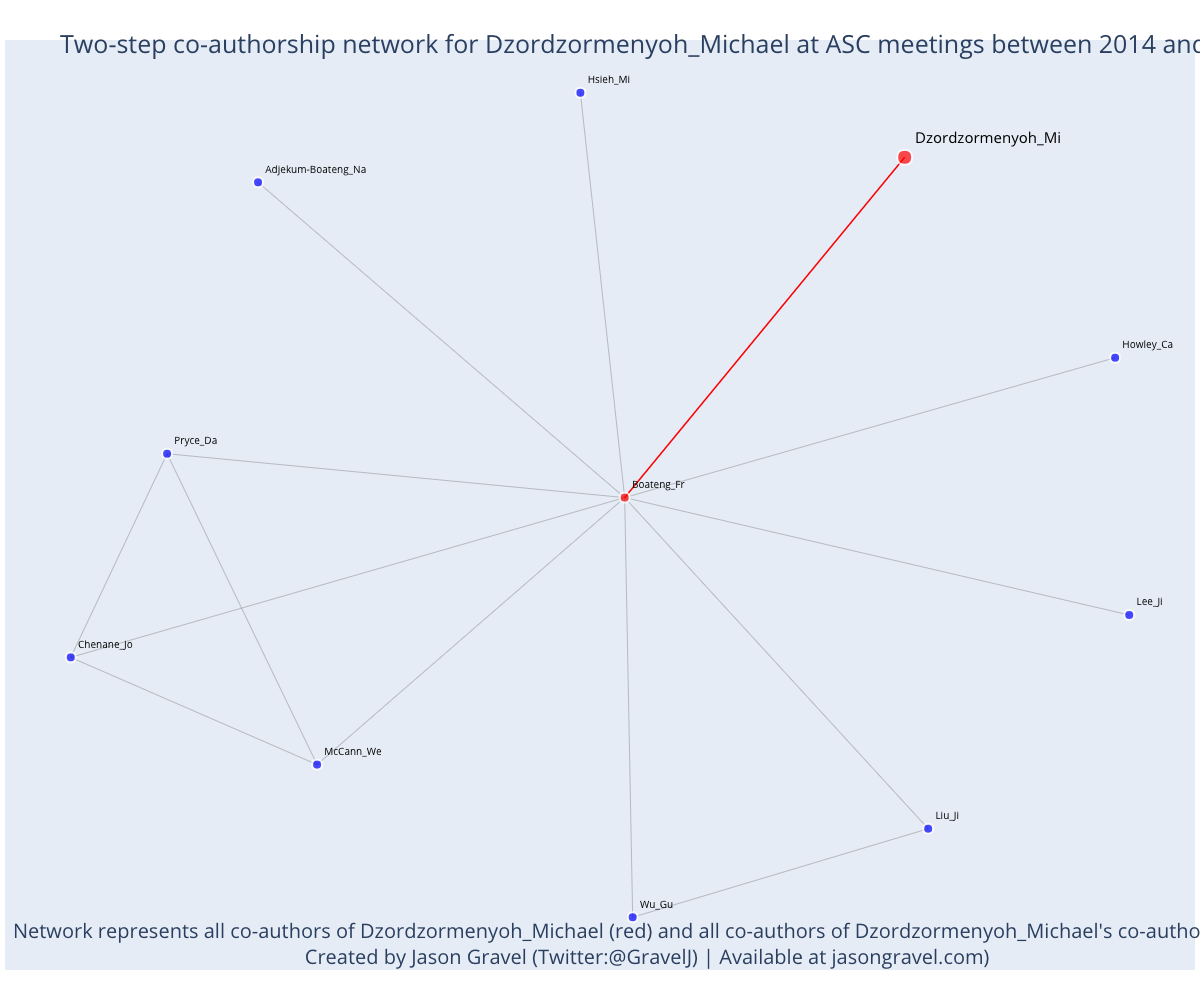 Two-step co-authorship network for Dzordzormenyoh_Michael at ASC meetings between 2014 and
Hsieh_Mi
Dzordzormenyoh_Mi
Adjekum-Boateng_Na
Howley_Ca
Pryce_Da
Boateng_Fr
Lee_Ji
Chenane_Jo
McCann_We
Liu_Ji
Wu_Gu
Network represents all co-authors of Dzordzormenyoh_Michael (red) and all co-authors of Dzordzormenyoh_Michael's co-autho
Created by Jason Gravel (Twitter:@GravelJ) | Available at jasongravel.com)